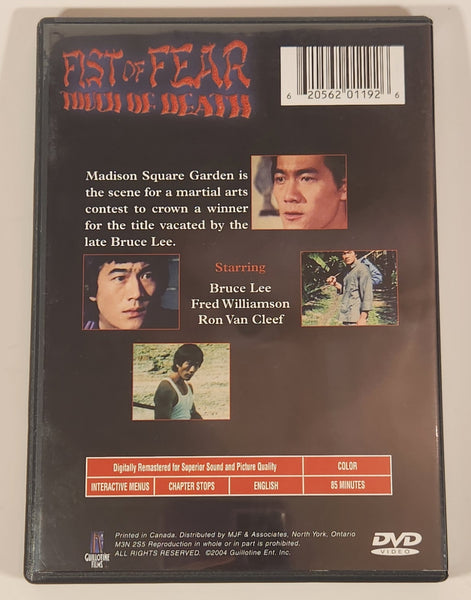 FIST OF FEAR
TOUCH OF DEATH
6 20562 01192 6
Madison Square Garden is
the scene for a martial arts
contest to crown a winner
for the title vacated by the
late Bruce Lee.
Starring
Bruce Lee
Fred Williamson
Ron Van Cleef
Digitally Remastered for Superior Sound and Picture Quality COLOR
INTERACTIVE MENUS CHAPTER STOPS ENGLISH 85 MINUTES
Printed in Canada. Distributed by MJF & Associates, North York, Ontario
M3N 2S5 Reproduction in whole or in part is prohibited.
ALL RIGHTS RESERVED. ©2004 Guillotine Ent. Inc.
GUILLOTINE
FILMS
DVD
VIDEO